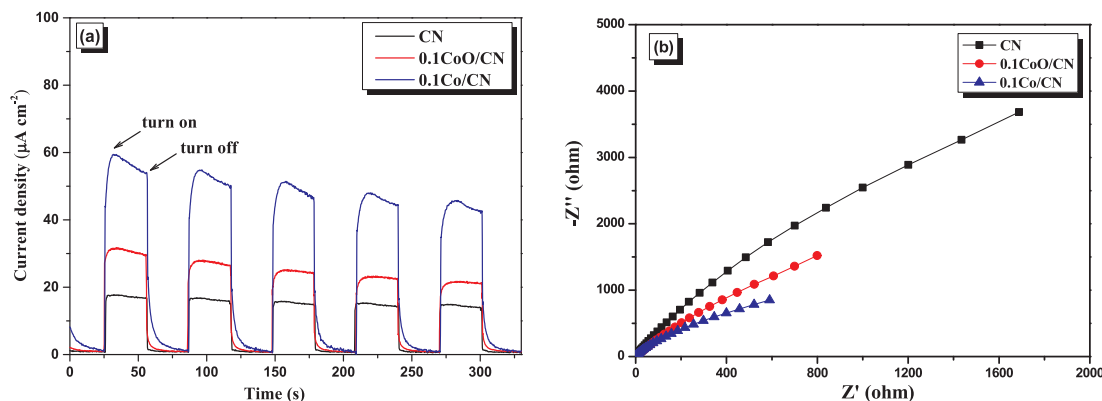 (a)
CN
0.1CoO/CN
0.1Co/CN
turn on
turn off
100
80
60
40
20
0
Current density (μA cm⁻²)
0 50 100 150 200 250 300
Time (s)
(b)
CN
0.1CoO/CN
0.1Co/CN
5000
4000
3000
2000
1000
0
-Z'' (ohm)
0 400 800 1200 1600 2000
Z' (ohm)